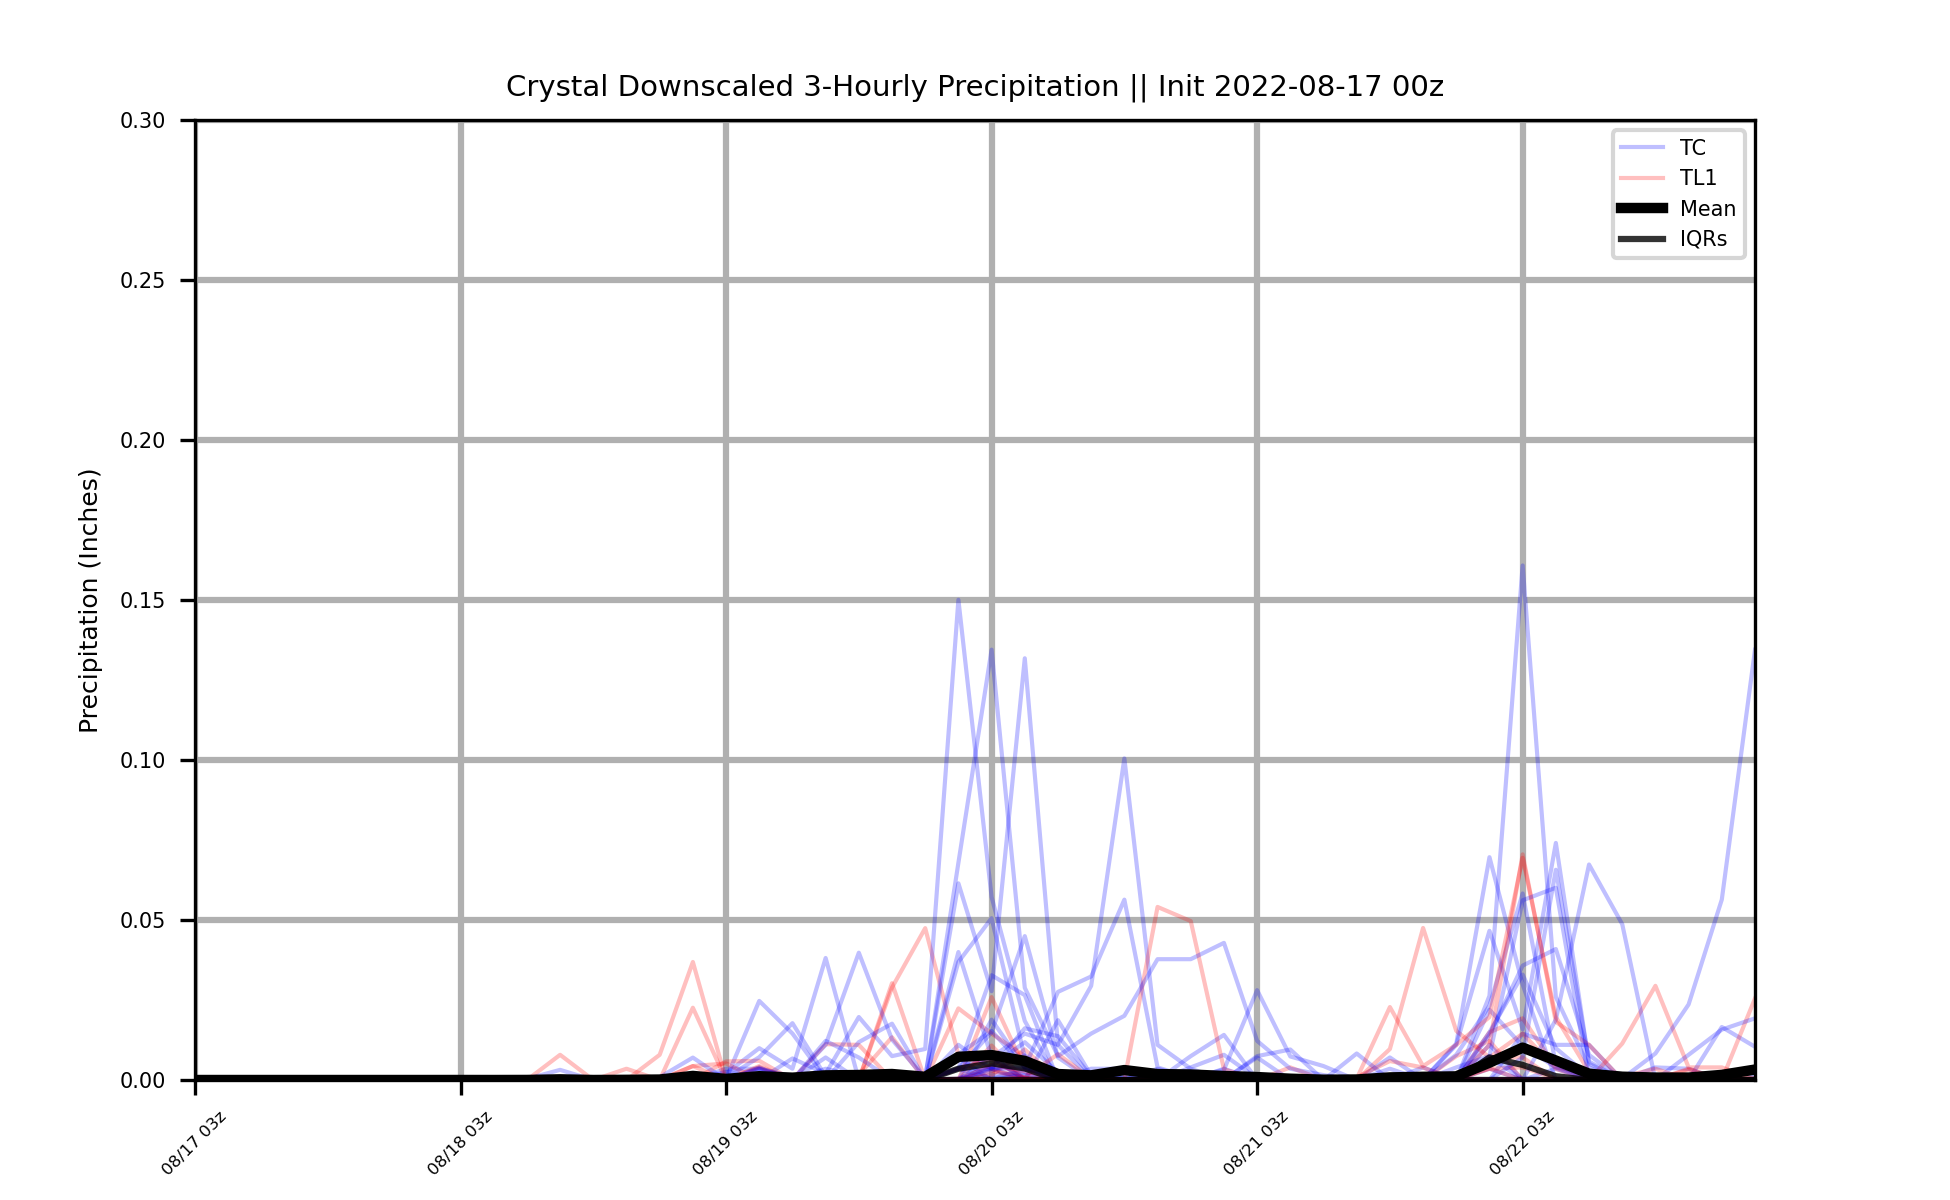 Crystal Downscaled 3-Hourly Precipitation || Init 2022-08-17 00z
TC
TL1
Mean
IQRs
Precipitation (Inches)
0.30
0.25
0.20
0.15
0.10
0.05
0.00
08/17 03z
08/18 03z
08/19 03z
08/20 03z
08/21 03z
08/22 03z